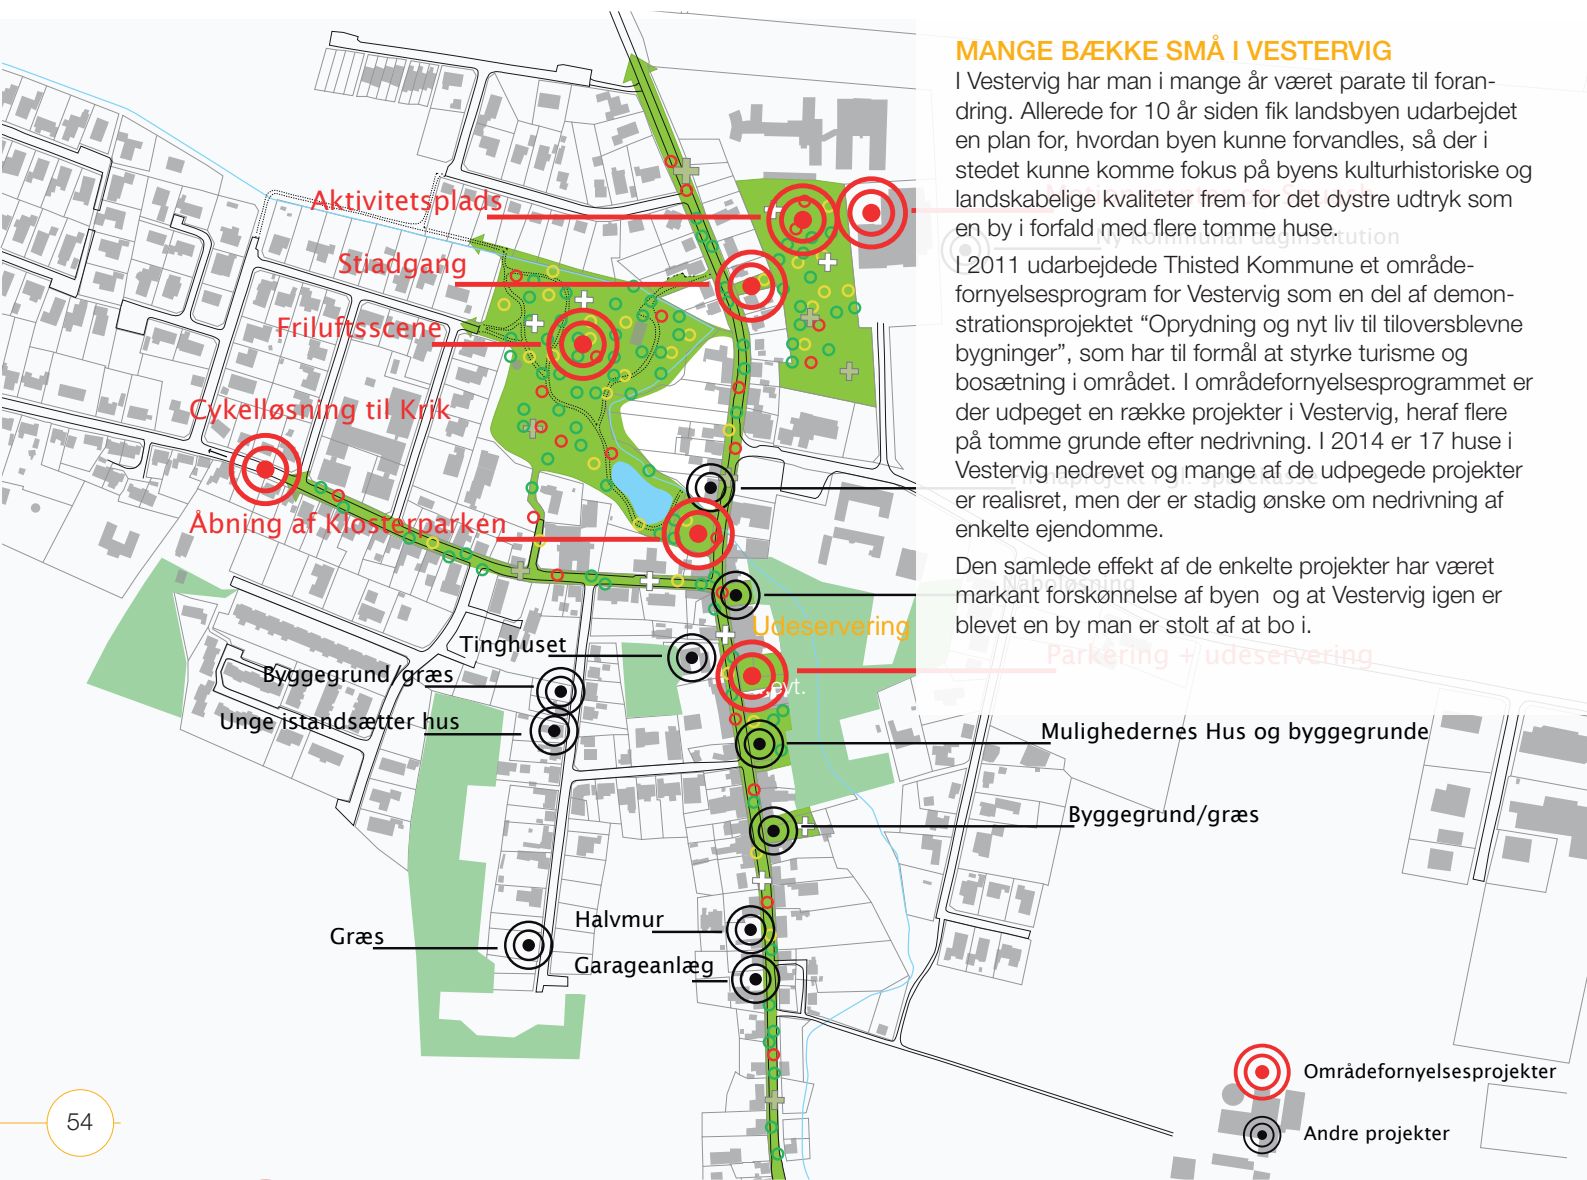 MANGE BÆKKE SMÅ I VESTERVIG
I Vestervig har man i mange år været parate til foran-
dring. Allerede for 10 år siden fik landsbyen udarbejdet
en plan for, hvordan byen kunne forvandles, så der i
stedet kunne komme fokus på byens kulturhistoriske og
landskabelige kvaliteter frem for det dystre udtryk som
en by i forfald med flere tomme huse.
I 2011 udarbejdede Thisted Kommune et område-
fornyelsesprogram for Vestervig som en del af demon-
strationsprojektet “Oprydning og nyt liv til tiloversblevne
bygninger”, som har til formål at styrke turisme og
bosætning i området. I områdefornyelsesprogrammet er
der udpeget en række projekter i Vestervig, heraf flere
på tomme grunde efter nedrivning. I 2014 er 17 huse i
Vestervig nedrevet og mange af de udpegede projekter
er realisret, men der er stadig ønske om nedrivning af
enkelte ejendomme.
Den samlede effekt af de enkelte projekter har været
markant forskønnelse af byen og at Vestervig igen er
blevet en by man er stolt af at bo i.
Aktivitetsplads
Stiadgang
Friluftsscene
Cykelløsning til Krik
Åbning af Klosterparken
Ny kommunal daginstitution
Naboløsning
Udeservering
Parkering + udeservering
evt.
Tinghuset
Byggegrund/græs
Unge istandsætter hus
Mulighedernes Hus og byggegrunde
Byggegrund/græs
Halvmur
Græs
Garageanlæg
Områdefornyelsesprojekter
Andre projekter
54